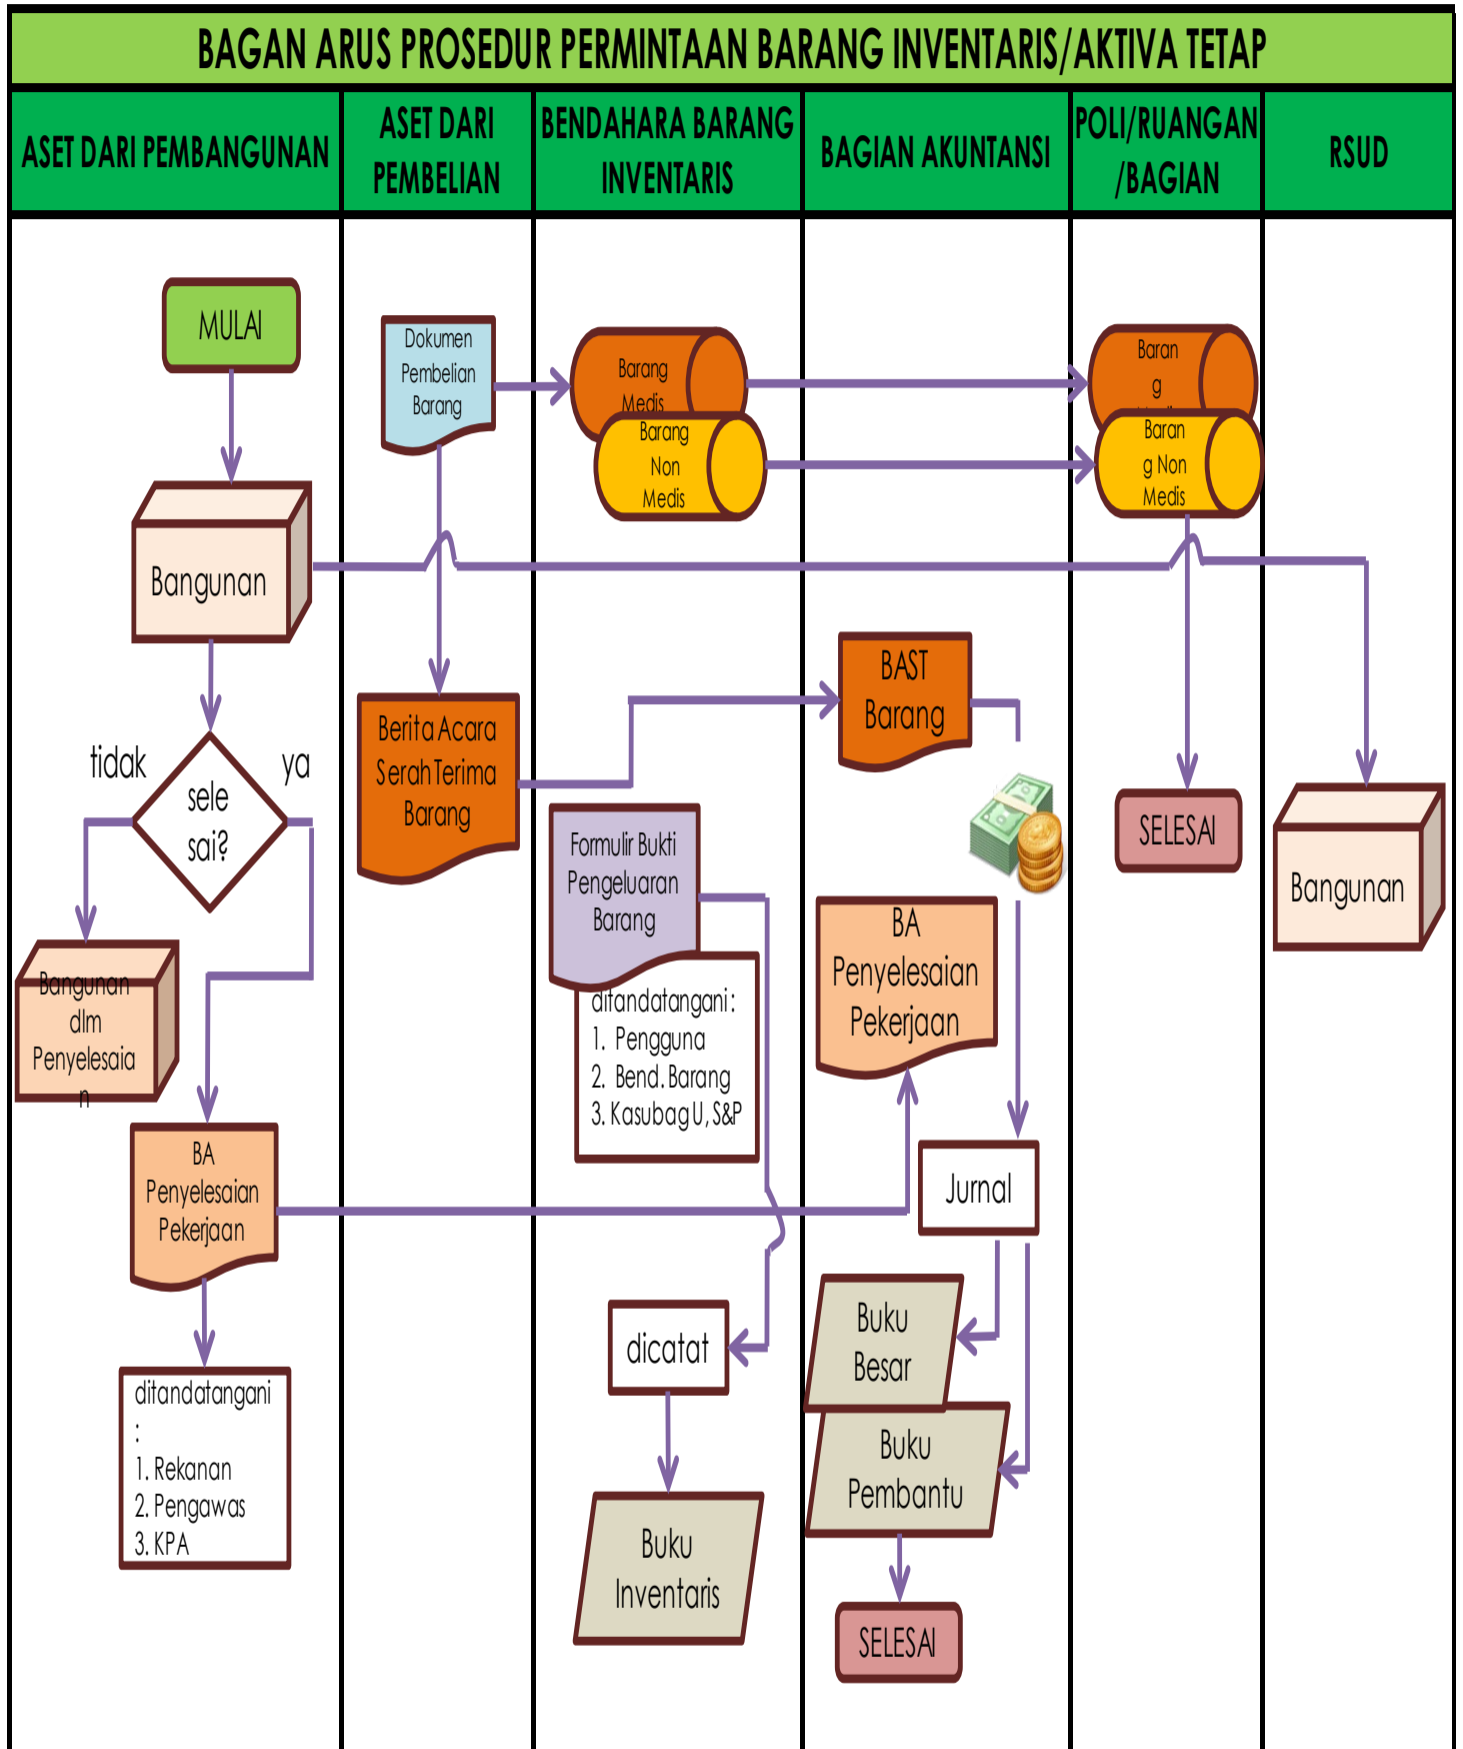 BAGAN ARUS PROSEDUR PERMINTAAN BARANG INVENTARIS/AKTIVA TETAP
ASET DARI PEMBANGUNAN
ASET DARI
PEMBELIAN
BENDAHARA BARANG
INVENTARIS
BAGIAN AKUNTANSI
POLI/RUANGAN
/BAGIAN
RSUD
MULAI
Bangunan
tidak
ya
sele
sai?
Bangunan
dlm
Penyelesaia
n
BA
Penyelesaian
Pekerjaan
ditandatangani
:
1. Rekanan
2. Pengawas
3. KPA
Dokumen
Pembelian
Barang
Berita Acara
Serah Terima
Barang
Barang
Medis
Barang
Non
Medis
Formulir Bukti
Pengeluaran
Barang
ditandatangani :
1. Pengguna
2. Bend. Barang
3. Kasubag U, S&P
dicatat
Buku
Inventaris
BAST
Barang
BA
Penyelesaian
Pekerjaan
Jurnal
Buku
Besar
Buku
Pembantu
SELESAI
Baran
g
Baran
g Non
Medis
SELESAI
Bangunan